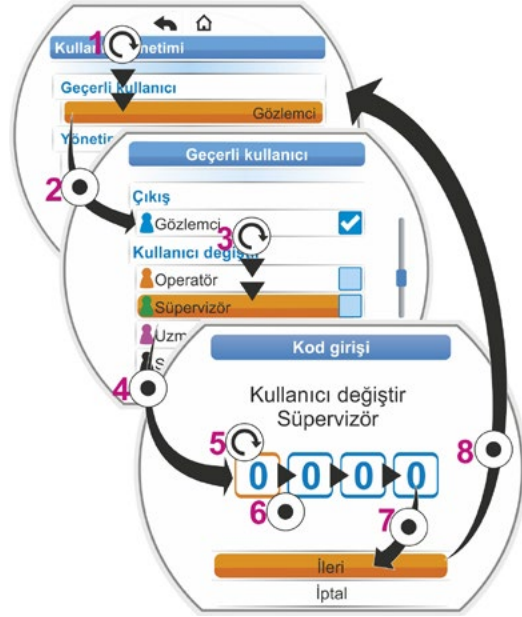 1
Geçerli kullanıcı
Gözlemci
2
Geçerli kullanıcı
Çıkış
Gözlemci
3
Kullanıcı değiştir
Operatör
Süpervizör
4
Kod girişi
Kullanıcı değiştir
Süpervizör
5
0 0 0 0
6
7
8
İleri
İptal